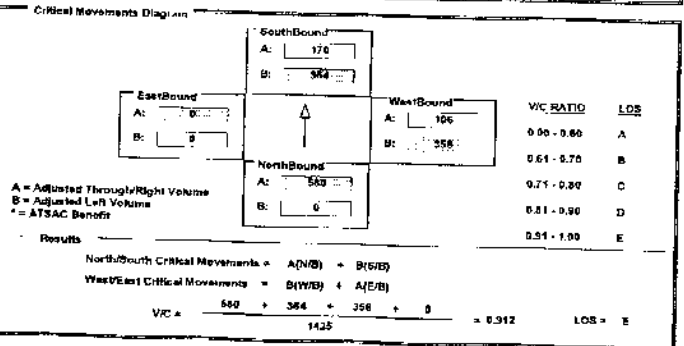 Critical Movements Diagram
SouthBound
A: 170
B: 364
EastBound
A: 0
B: 0
WestBound
A: 106
B: 356
NorthBound
A: 580
B: 0
V/C RATIO LOS
0.00 - 0.60 A
0.61 - 0.70 B
0.71 - 0.80 C
0.81 - 0.90 D
0.91 - 1.00 E
A = Adjusted Through/Right Volume
B = Adjusted Left Volume
* = ATSAC Benefit
Results
North/South Critical Movements = A(N/B) + B(S/B)
West/East Critical Movements = B(W/B) + A(E/B)
V/C = 580 + 364 + 356 + 0 = 0.912 LOS = E
1425